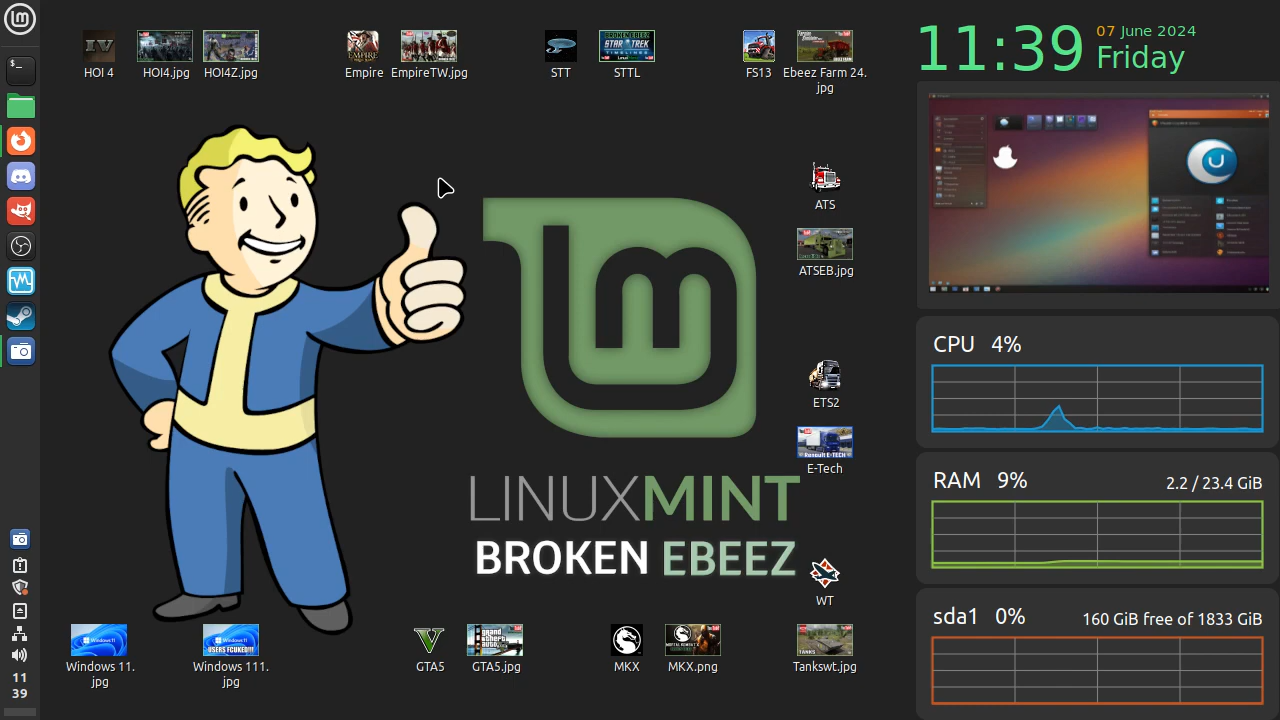 HOI 4
HOI4.jpg
HOI4Z.jpg
Empire
EmpireTW.jpg
STT
STTL
FS13
Ebeez Farm 24.
jpg
11:39
07 June 2024
Friday
ATS
ATSEB.jpg
ETS2
E-Tech
WT
LINUXMINT
BROKEN EBEEZ
CPU 4%
RAM 9%
2.2 / 23.4 GiB
sda1 0%
160 GiB free of 1833 GiB
Windows 11.
jpg
Windows 111.
jpg
GTA5
GTA5.jpg
MKX
MKX.png
Tankswt.jpg
11
39